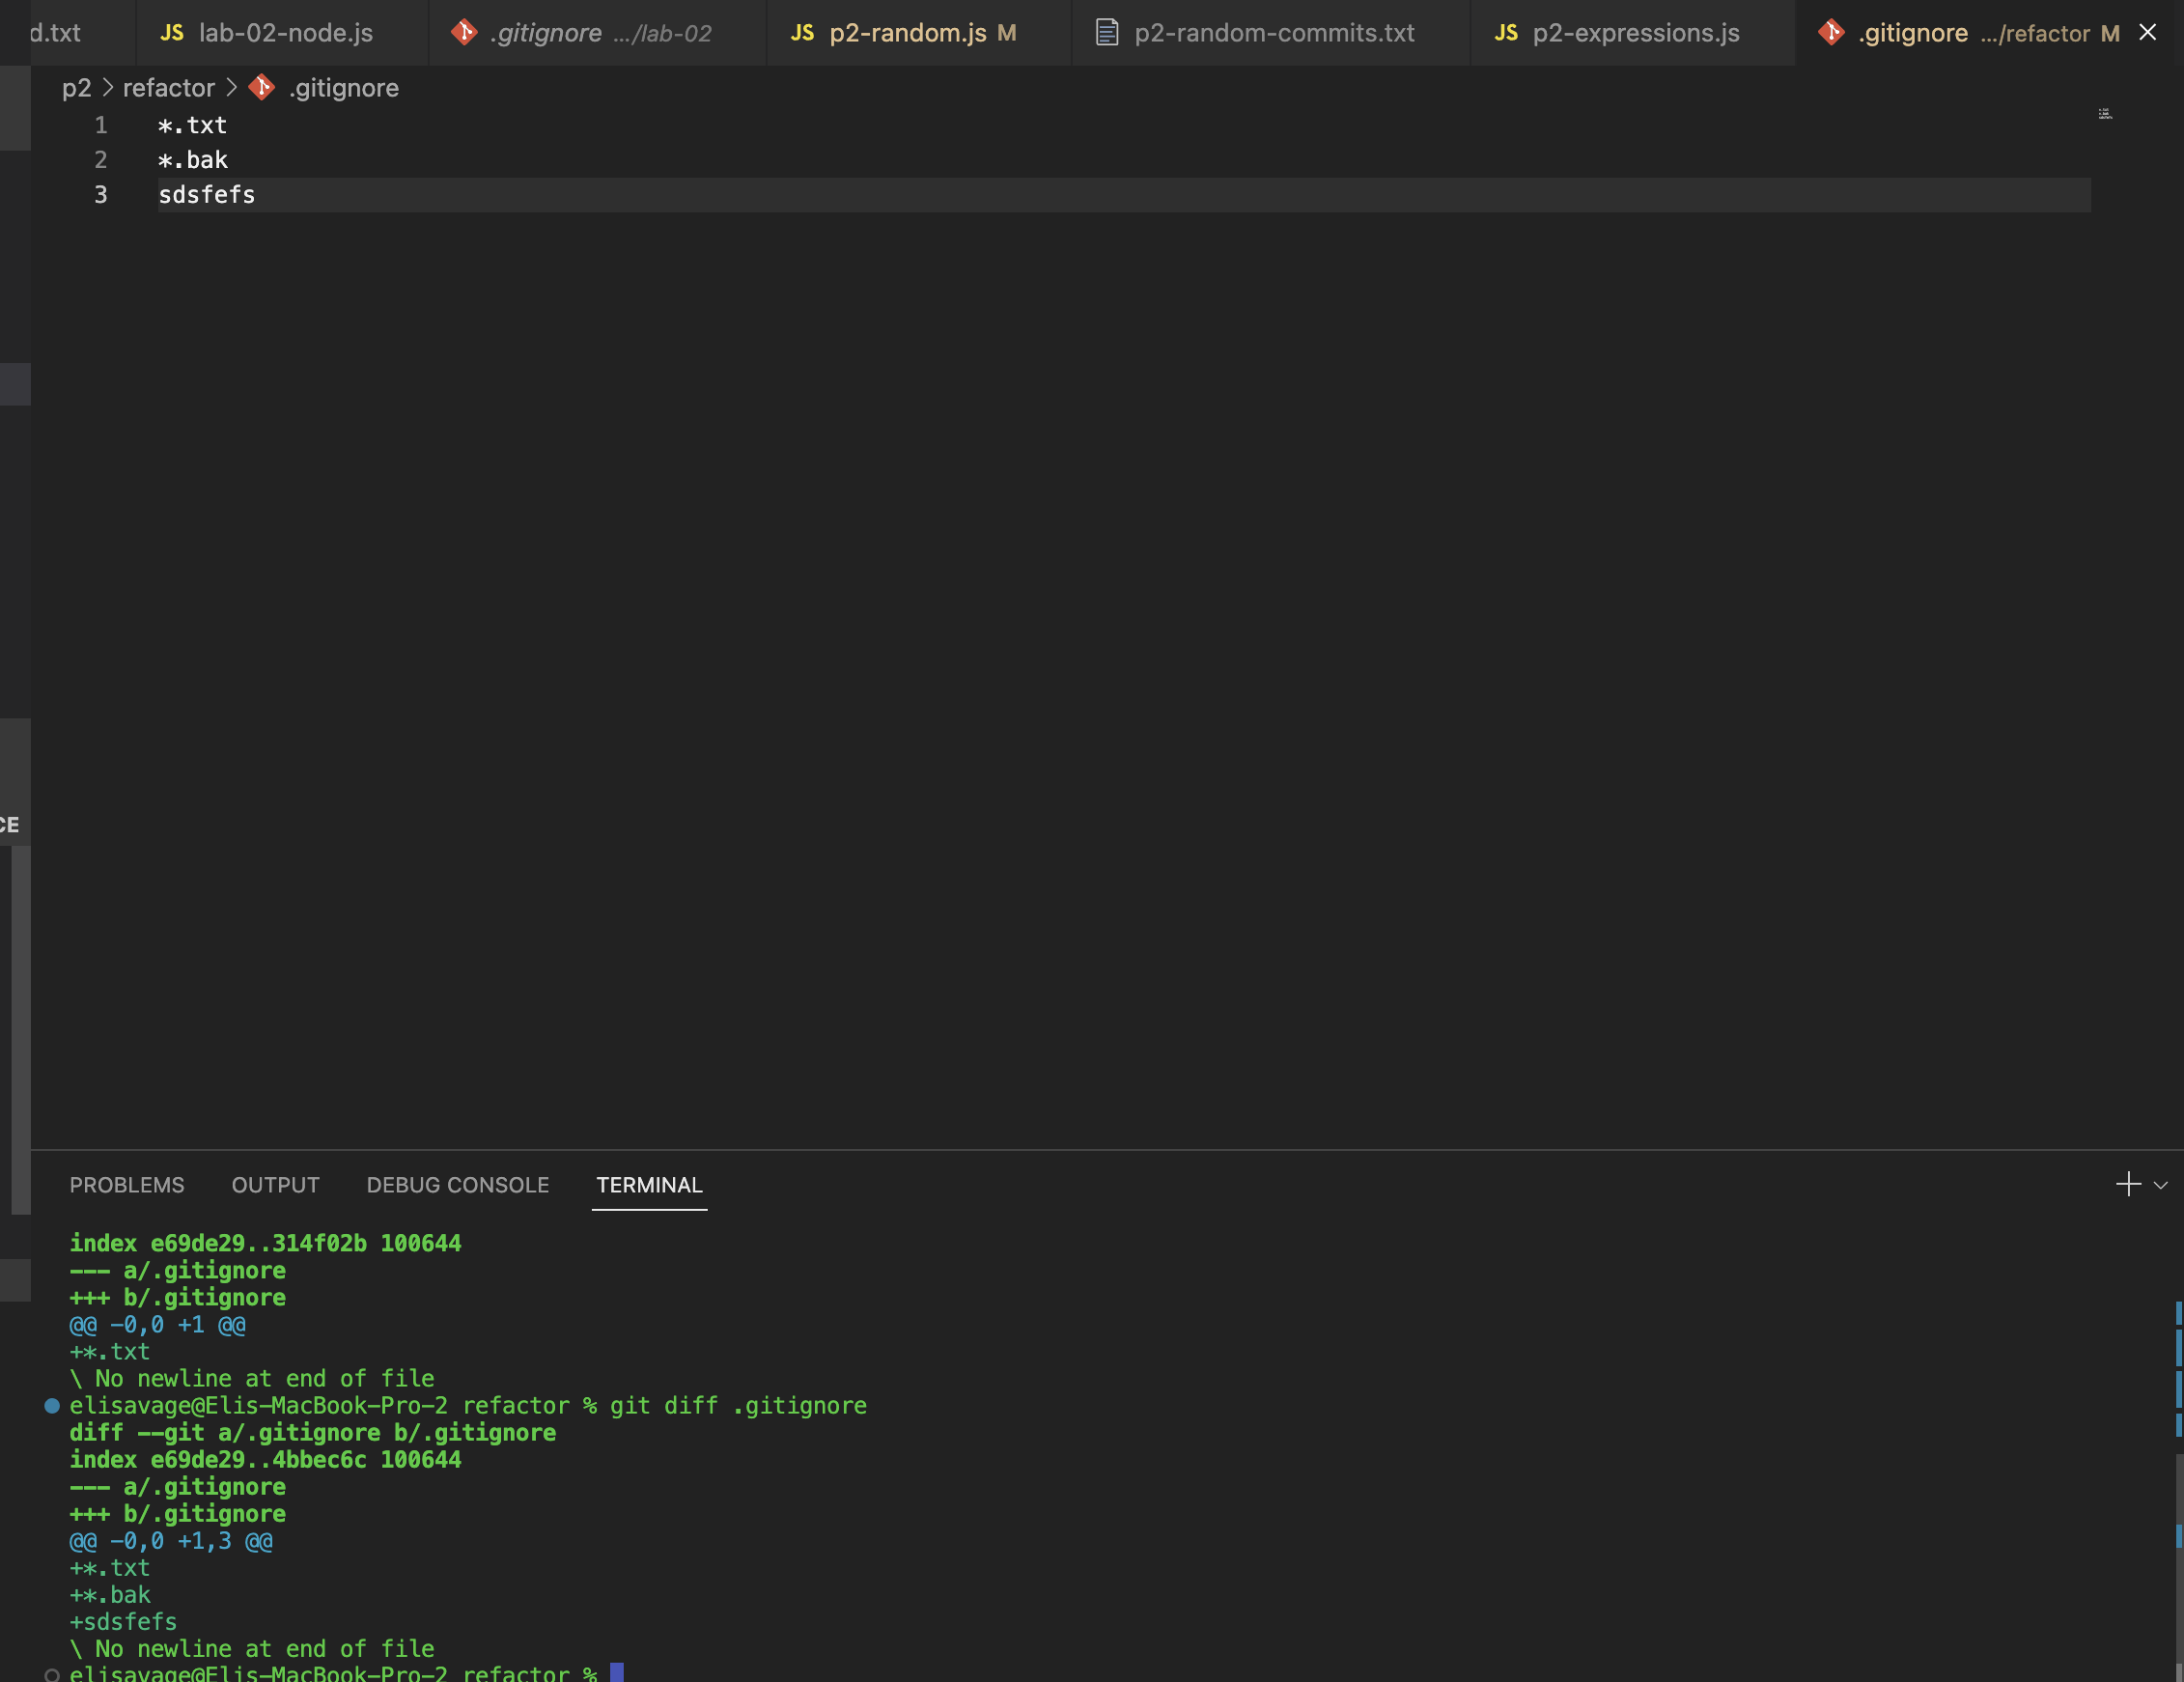 d.txt
JS lab-02-node.js
.gitignore .../lab-02
JS p2-random.js M
p2-random-commits.txt
JS p2-expressions.js
.gitignore .../refactor M
p2 > refactor > .gitignore
1 *.txt
2 *.bak
3 sdsfefs
CE
PROBLEMS OUTPUT DEBUG CONSOLE TERMINAL
index e69de29..314f02b 100644
--- a/.gitignore
+++ b/.gitignore
@@ -0,0 +1 @@
+*.txt
\ No newline at end of file
elisavage@Elis-MacBook-Pro-2 refactor % git diff .gitignore
diff --git a/.gitignore b/.gitignore
index e69de29..4bbec6c 100644
--- a/.gitignore
+++ b/.gitignore
@@ -0,0 +1,3 @@
+*.txt
+*.bak
+sdsfefs
\ No newline at end of file
elisavage@Elis-MacBook-Pro-2 refactor %